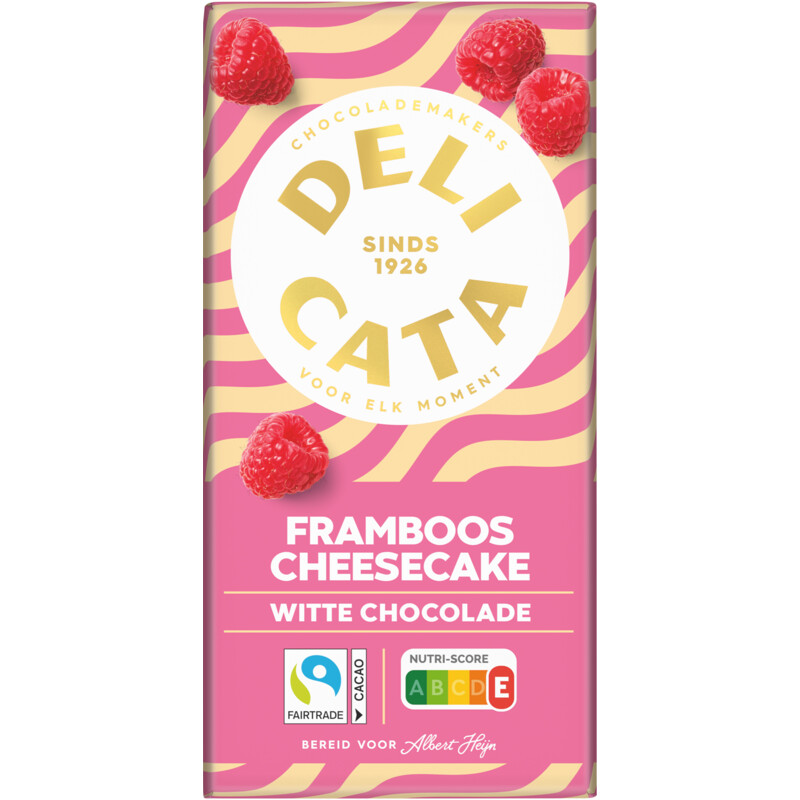 CHOCOLADEMAKERS
DELI
SINDS
1926
CATA
VOOR ELK MOMENT
FRAMBOOS
CHEESECAKE
WITTE CHOCOLADE
FAIRTRADE
CACAO
NUTRI-SCORE
A B C D E
BEREID VOOR Albert Heijn